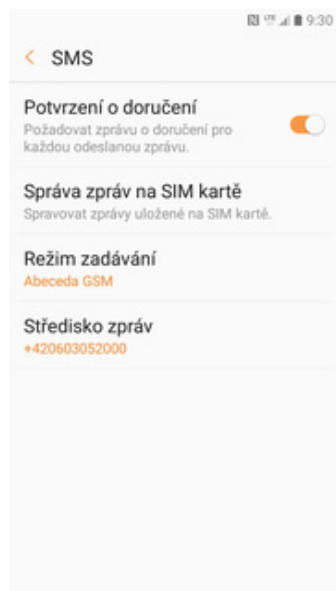 9:30
SMS
Potvrzení o doručení
Požadovat zprávu o doručení pro
každou odeslanou zprávu.
Správa zpráv na SIM kartě
Spravovat zprávy uložené na SIM kartě.
Režim zadávání
Abeceda GSM
Středisko zpráv
+420603052000